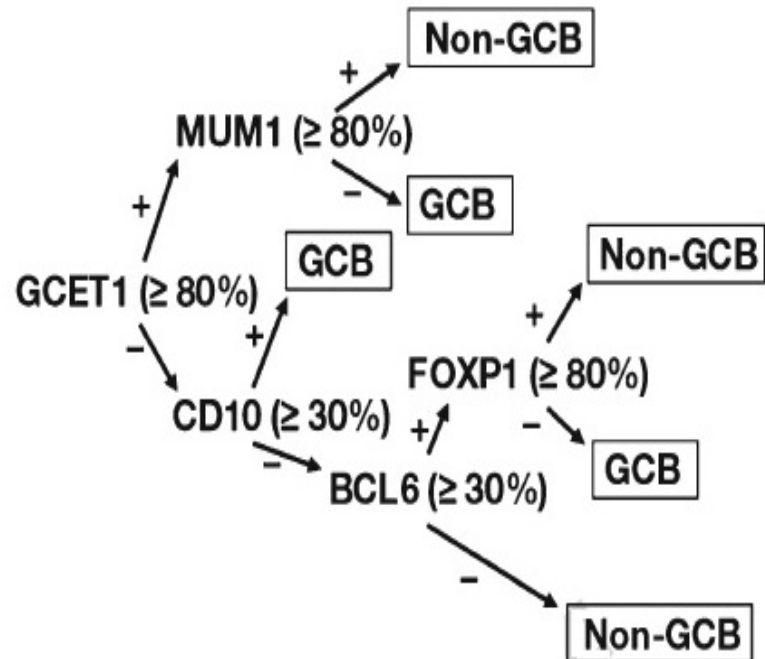 Non-GCB
+
MUM1 (≥ 80%)
−
GCB
+
GCB
Non-GCB
GCET1 (≥ 80%)
+
+
−
FOXP1 (≥ 80%)
CD10 (≥ 30%)
+
−
−
GCB
BCL6 (≥ 30%)
−
Non-GCB